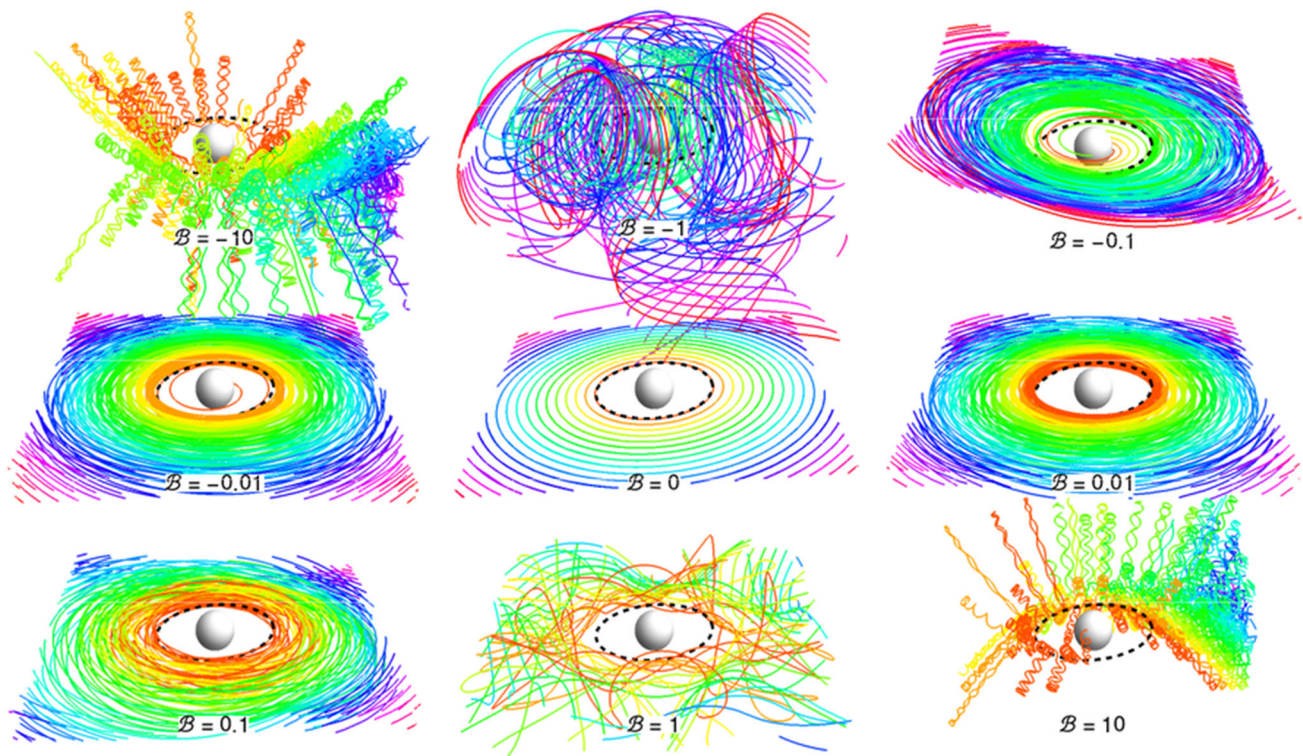 ℬ = −10
ℬ = −1
ℬ = −0.1
ℬ = −0.01
ℬ = 0
ℬ = 0.01
ℬ = 0.1
ℬ = 1
ℬ = 10